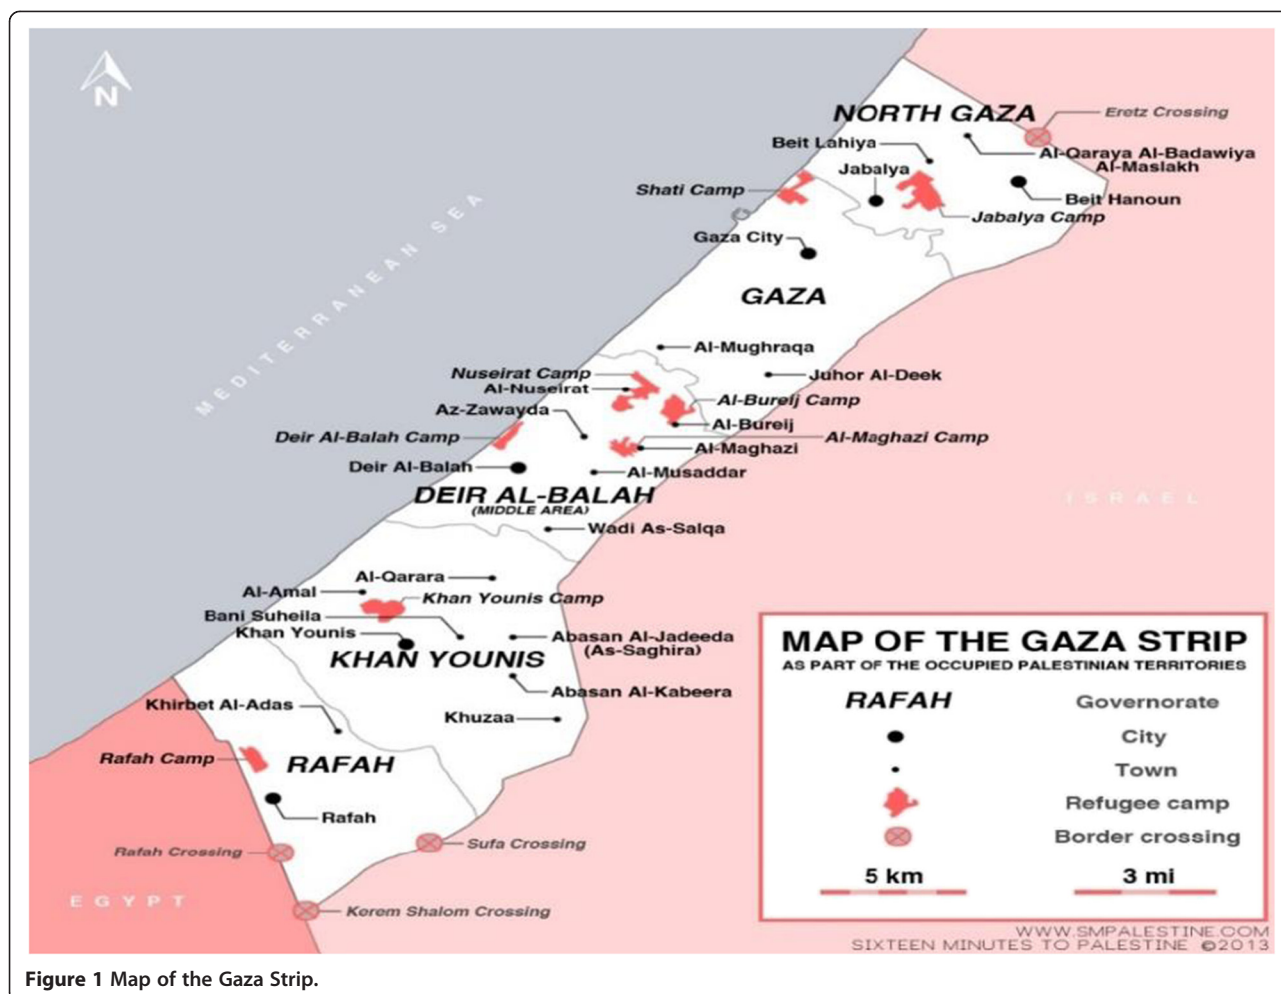 N
NORTH GAZA
Eretz Crossing
Beit Lahiya
Al-Qaraya Al-Badawiya
Al-Maslakh
Jabalya
Shati Camp
Beit Hanoun
Jabalya Camp
MEDITERRANEAN SEA
Gaza City
GAZA
Al-Mughraqa
Nuseirat Camp
Juhor Al-Deek
Al-Nuseirat
Al-Bureij Camp
Az-Zawayda
Al-Bureij
Deir Al-Balah Camp
Al-Maghazi Camp
Al-Maghazi
Deir Al-Balah
Al-Musaddar
DEIR AL-BALAH
(MIDDLE AREA)
ISRAEL
Wadi As-Salqa
Al-Qarara
Al-Amal
Khan Younis Camp
Bani Suheila
Khan Younis
Abasan Al-Jadeeda
(As-Saghira)
KHAN YOUNIS
Abasan Al-Kabeera
Khirbet Al-Adas
Khuzaa
Rafah Camp
RAFAH
Rafah
Rafah Crossing
Sufa Crossing
EGYPT
Kerem Shalom Crossing
MAP OF THE GAZA STRIP
AS PART OF THE OCCUPIED PALESTINIAN TERRITORIES
RAFAH Governorate
City
Town
Refugee camp
Border crossing
5 km 3 mi
WWW.SMPALESTINE.COM
SIXTEEN MINUTES TO PALESTINE ©2013
Figure 1 Map of the Gaza Strip.